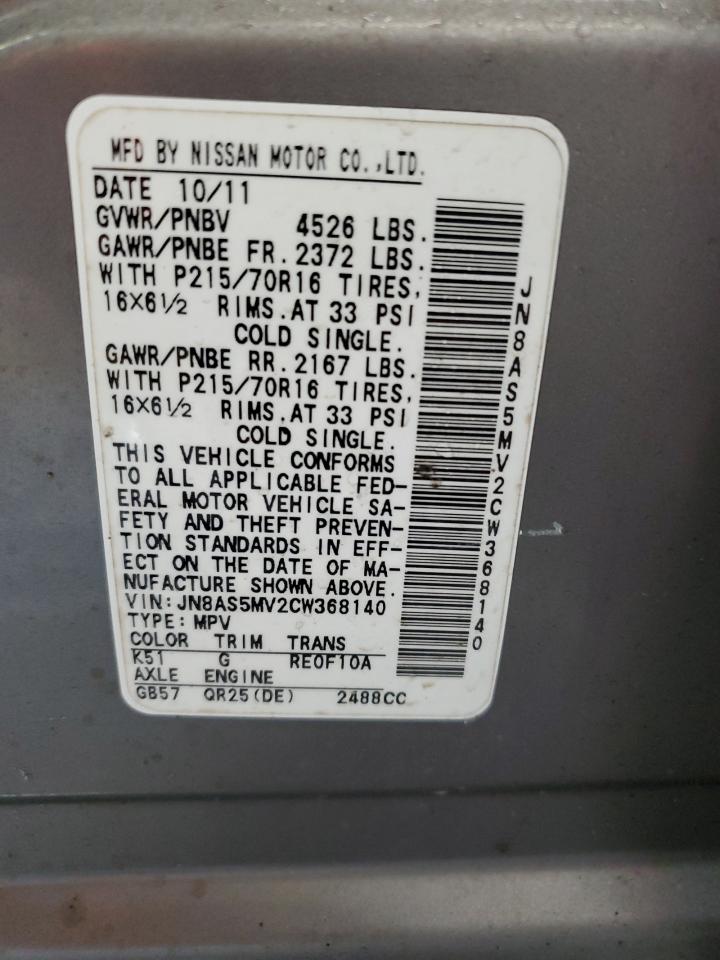 MFD BY NISSAN MOTOR CO.,LTD.
DATE 10/11
GVWR/PNBV 4526 LBS.
GAWR/PNBE FR.2372 LBS.
WITH P215/70R16 TIRES,
16X6½ RIMS.AT 33 PSI
COLD SINGLE.
GAWR/PNBE RR.2167 LBS.
WITH P215/70R16 TIRES,
16X6½ RIMS.AT 33 PSI
COLD SINGLE.
THIS VEHICLE CONFORMS
TO ALL APPLICABLE FED-
ERAL MOTOR VEHICLE SA-
FETY AND THEFT PREVEN-
TION STANDARDS IN EFF-
ECT ON THE DATE OF MA-
NUFACTURE SHOWN ABOVE.
VIN:JN8AS5MV2CW368140
TYPE:MPV
COLOR TRIM TRANS
K51 G RE0F10A
AXLE ENGINE
GB57 QR25(DE) 2488CC
JN8AS5MV2CW368140